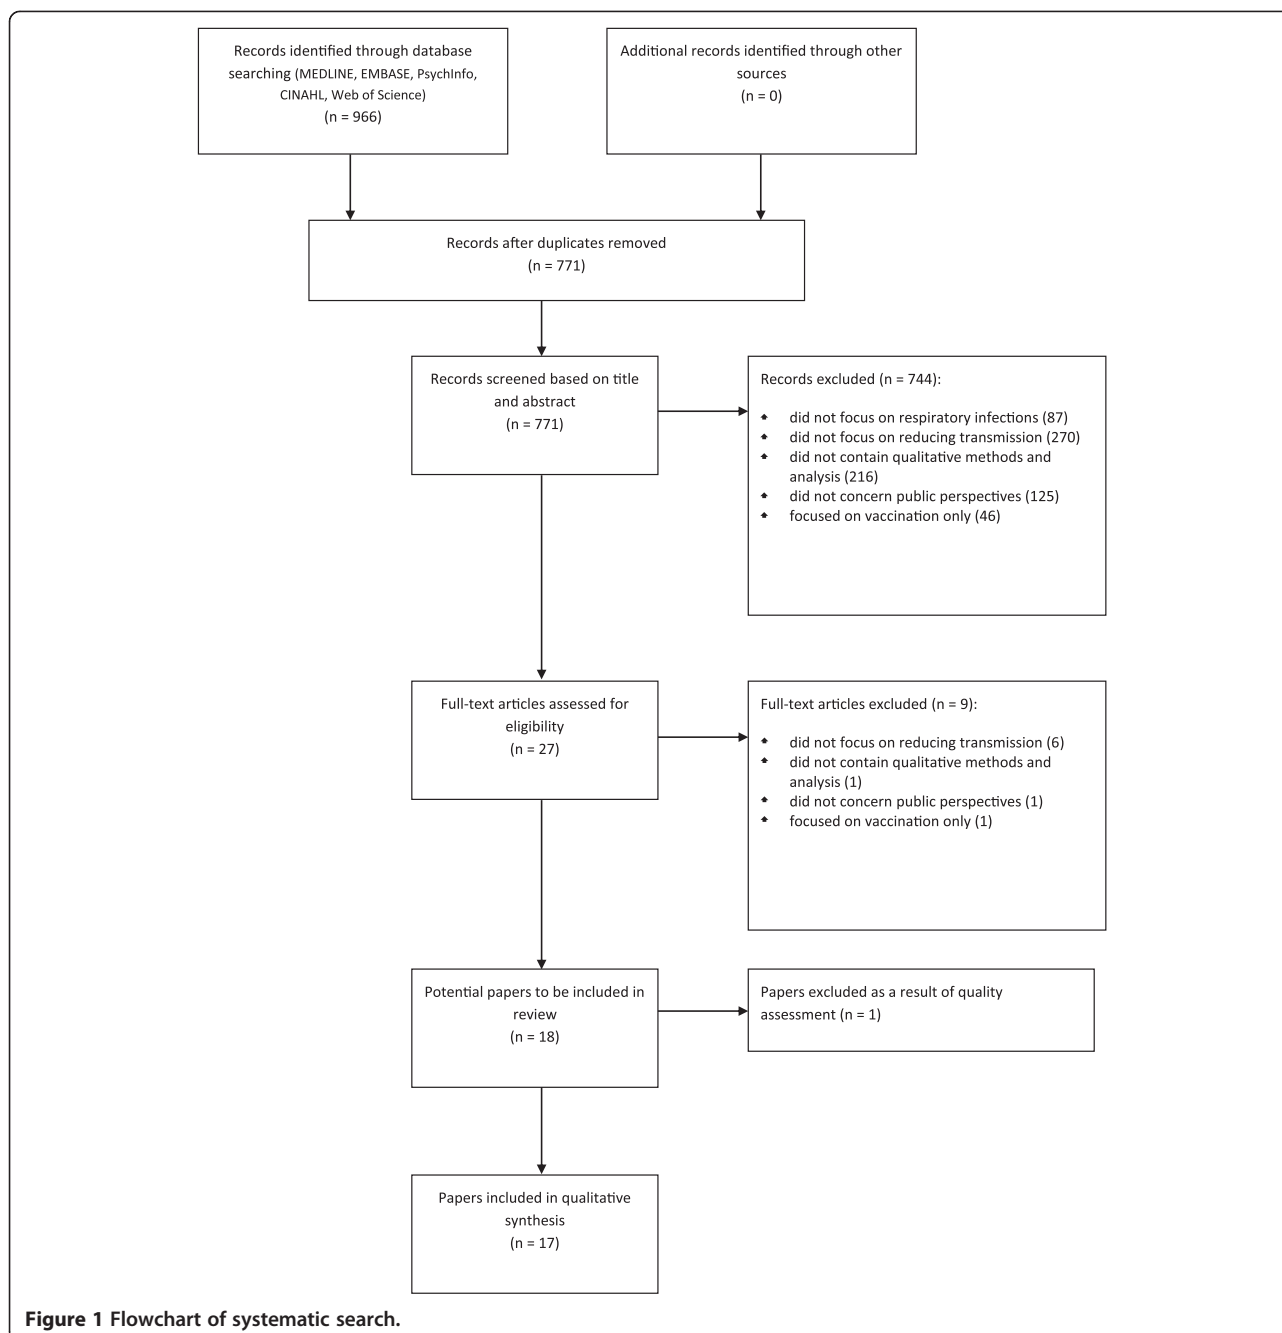 Records identified through database
searching (MEDLINE, EMBASE, PsychInfo,
CINAHL, Web of Science)
(n = 966)
Additional records identified through other
sources
(n = 0)
Records after duplicates removed
(n = 771)
Records screened based on title
and abstract
(n = 771)
Records excluded (n = 744):
did not focus on respiratory infections (87)
did not focus on reducing transmission (270)
did not contain qualitative methods and
analysis (216)
did not concern public perspectives (125)
focused on vaccination only (46)
Full-text articles assessed for
eligibility
(n = 27)
Full-text articles excluded (n = 9):
did not focus on reducing transmission (6)
did not contain qualitative methods and
analysis (1)
did not concern public perspectives (1)
focused on vaccination only (1)
Potential papers to be included in
review
(n = 18)
Papers excluded as a result of quality
assessment (n = 1)
Papers included in qualitative
synthesis
(n = 17)
Figure 1 Flowchart of systematic search.